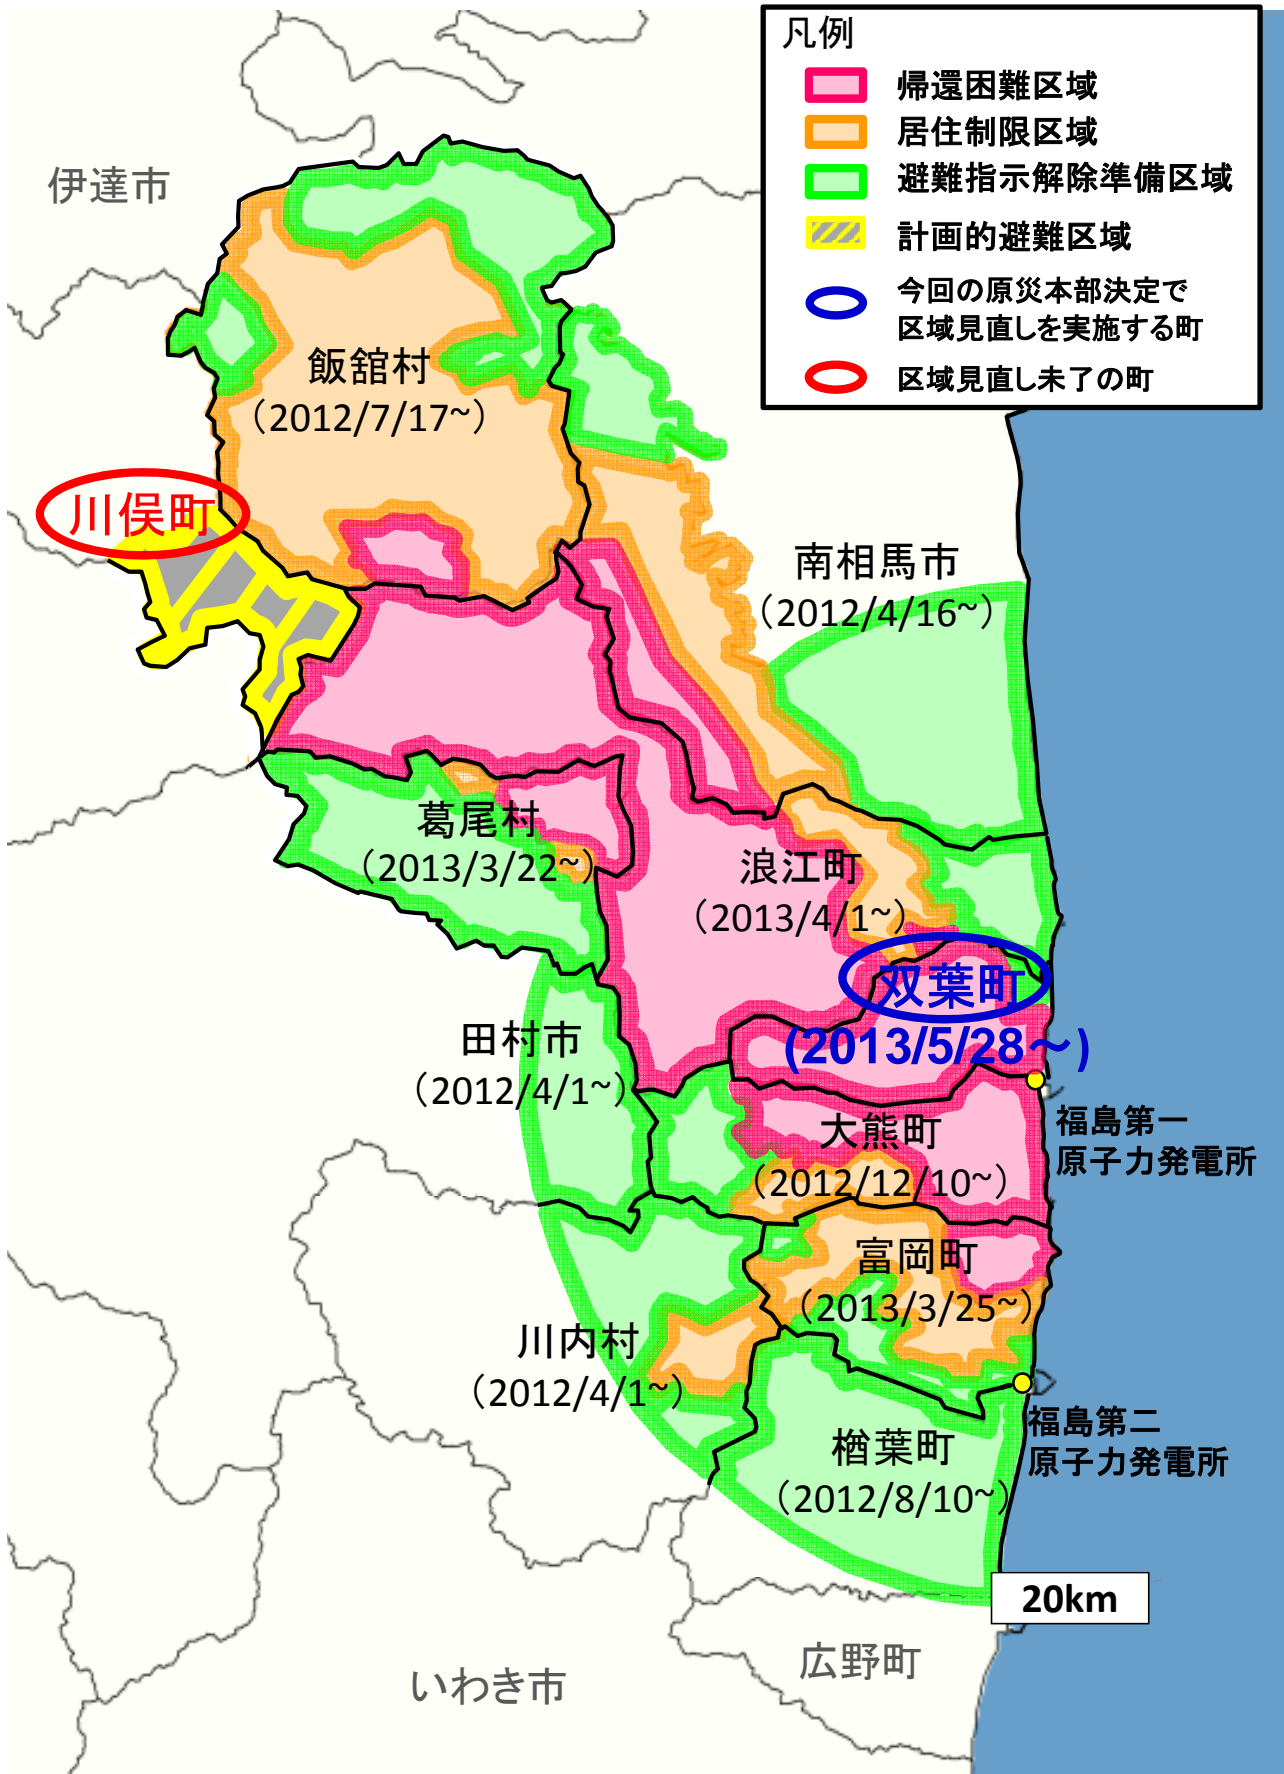 凡例
帰還困難区域
居住制限区域
避難指示解除準備区域
計画的避難区域
今回の原災本部決定で
区域見直しを実施する町
区域見直し未了の町
伊達市
飯舘村
（2012/7/17~）
川俣町
南相馬市
（2012/4/16~）
葛尾村
（2013/3/22~）
浪江町
（2013/4/1~）
双葉町
(2013/5/28～)
田村市
（2012/4/1~）
大熊町
（2012/12/10~）
福島第一
原子力発電所
富岡町
（2013/3/25~）
川内村
（2012/4/1~）
福島第二
原子力発電所
楢葉町
（2012/8/10~）
20km
広野町
いわき市